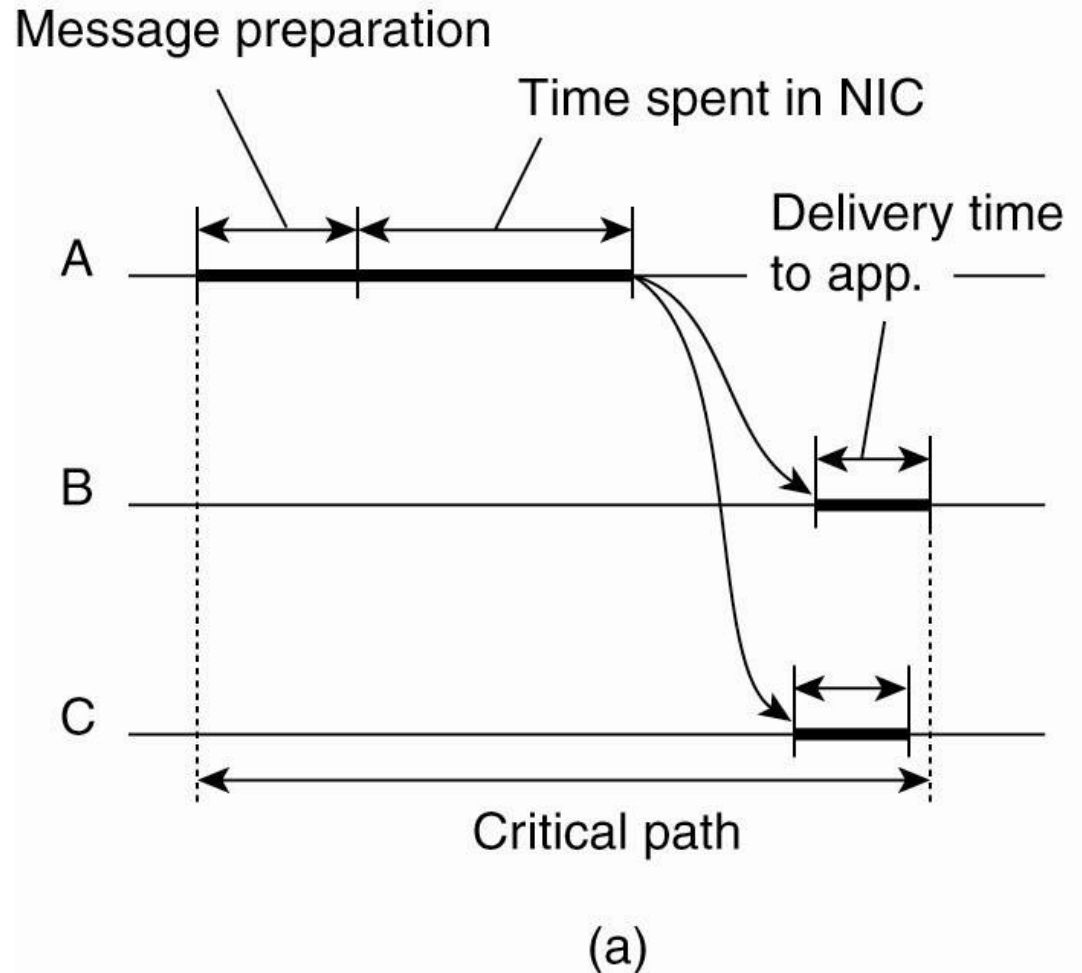 Message preparation
Time spent in NIC
Delivery time
to app.
A
B
C
Critical path
(a)